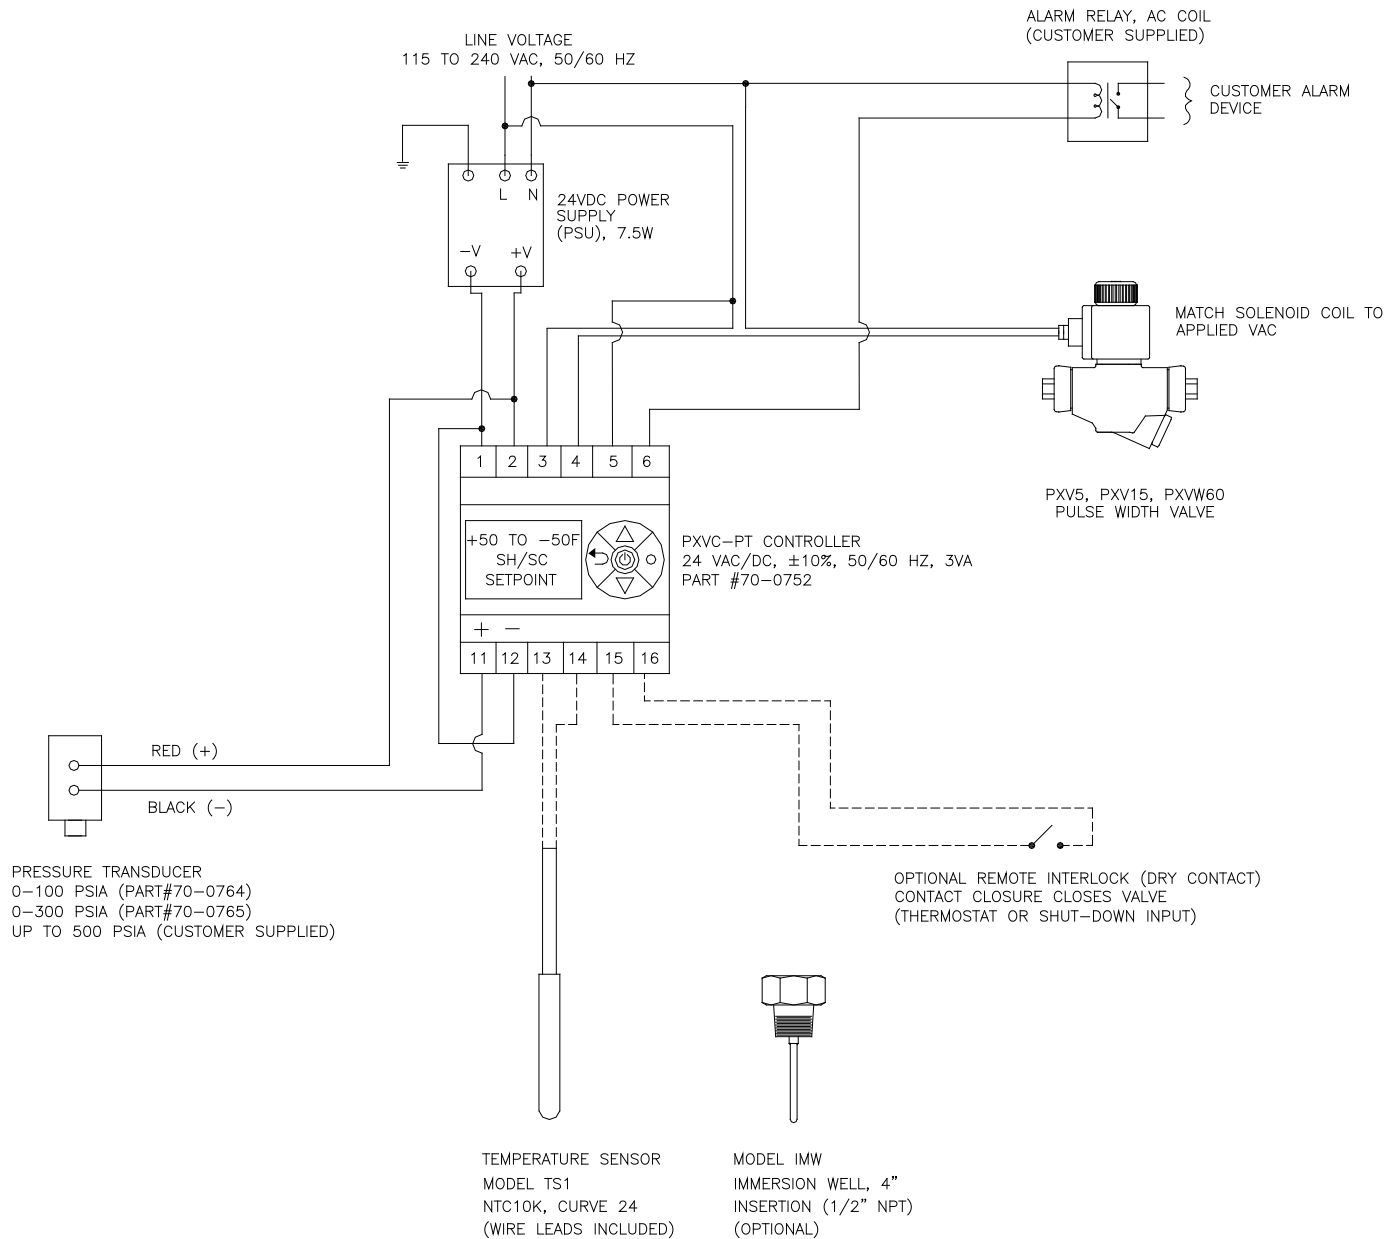 ALARM RELAY, AC COIL
(CUSTOMER SUPPLIED)
LINE VOLTAGE
115 TO 240 VAC, 50/60 HZ
CUSTOMER ALARM
DEVICE
L N
24VDC POWER
SUPPLY
(PSU), 7.5W
−V +V
MATCH SOLENOID COIL TO
APPLIED VAC
1 2 3 4 5 6
PXV5, PXV15, PXVW60
PULSE WIDTH VALVE
+50 TO −50F
SH/SC
SETPOINT
PXVC−PT CONTROLLER
24 VAC/DC, ±10%, 50/60 HZ, 3VA
PART #70−0752
+ −
11 12 13 14 15 16
RED (+)
BLACK (−)
PRESSURE TRANSDUCER
0−100 PSIA (PART#70−0764)
0−300 PSIA (PART#70−0765)
UP TO 500 PSIA (CUSTOMER SUPPLIED)
OPTIONAL REMOTE INTERLOCK (DRY CONTACT)
CONTACT CLOSURE CLOSES VALVE
(THERMOSTAT OR SHUT−DOWN INPUT)
TEMPERATURE SENSOR
MODEL TS1
NTC10K, CURVE 24
(WIRE LEADS INCLUDED)
MODEL IMW
IMMERSION WELL, 4”
INSERTION (1/2” NPT)
(OPTIONAL)